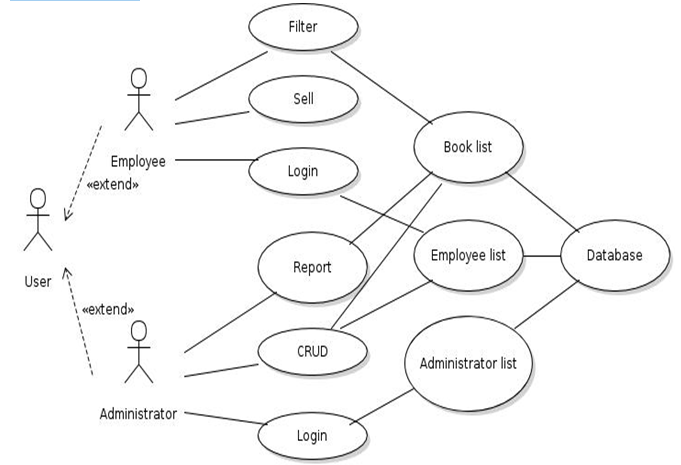 Filter
Sell
Book list
Employee
Login
«extend»
Employee list
Database
Report
User
«extend»
CRUD
Administrator list
Administrator
Login